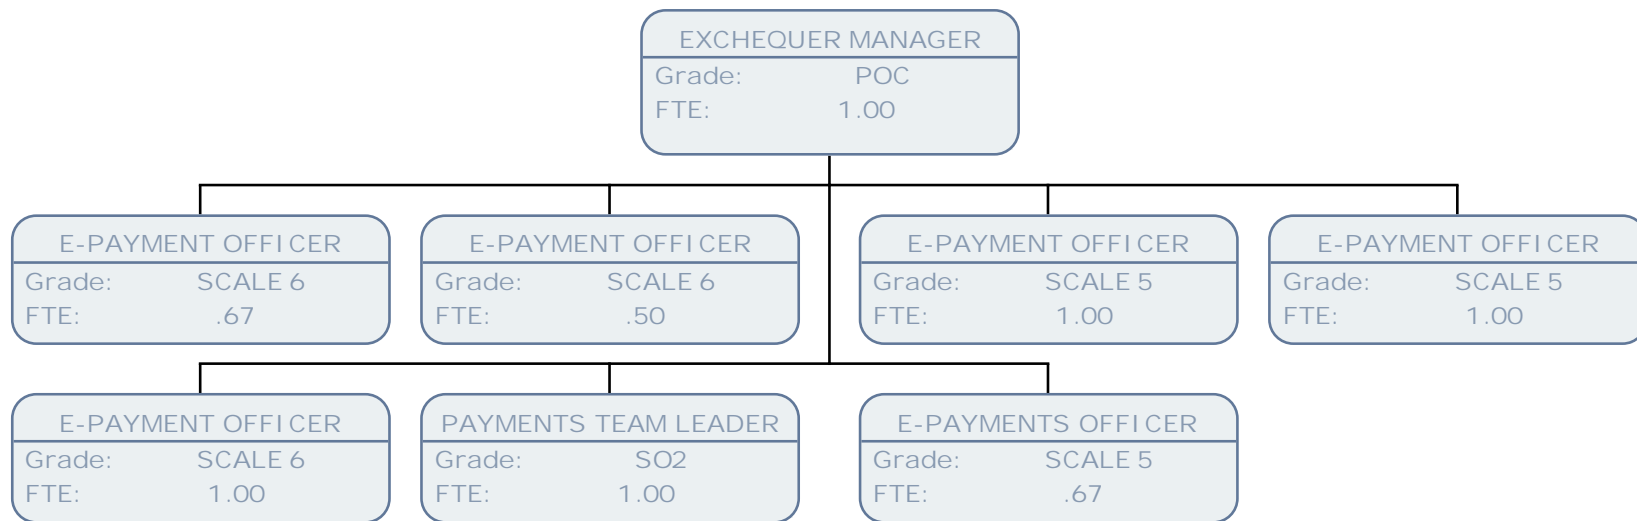 EXCHEQUER MANAGER
Grade: POC
FTE: 1.00
E-PAYMENT OFFICER
Grade: SCALE 6
FTE: .67
E-PAYMENT OFFICER
Grade: SCALE 6
FTE: .50
E-PAYMENT OFFICER
Grade: SCALE 5
FTE: 1.00
E-PAYMENT OFFICER
Grade: SCALE 5
FTE: 1.00
E-PAYMENT OFFICER
Grade: SCALE 6
FTE: 1.00
PAYMENTS TEAM LEADER
Grade: SO2
FTE: 1.00
E-PAYMENTS OFFICER
Grade: SCALE 5
FTE: .67